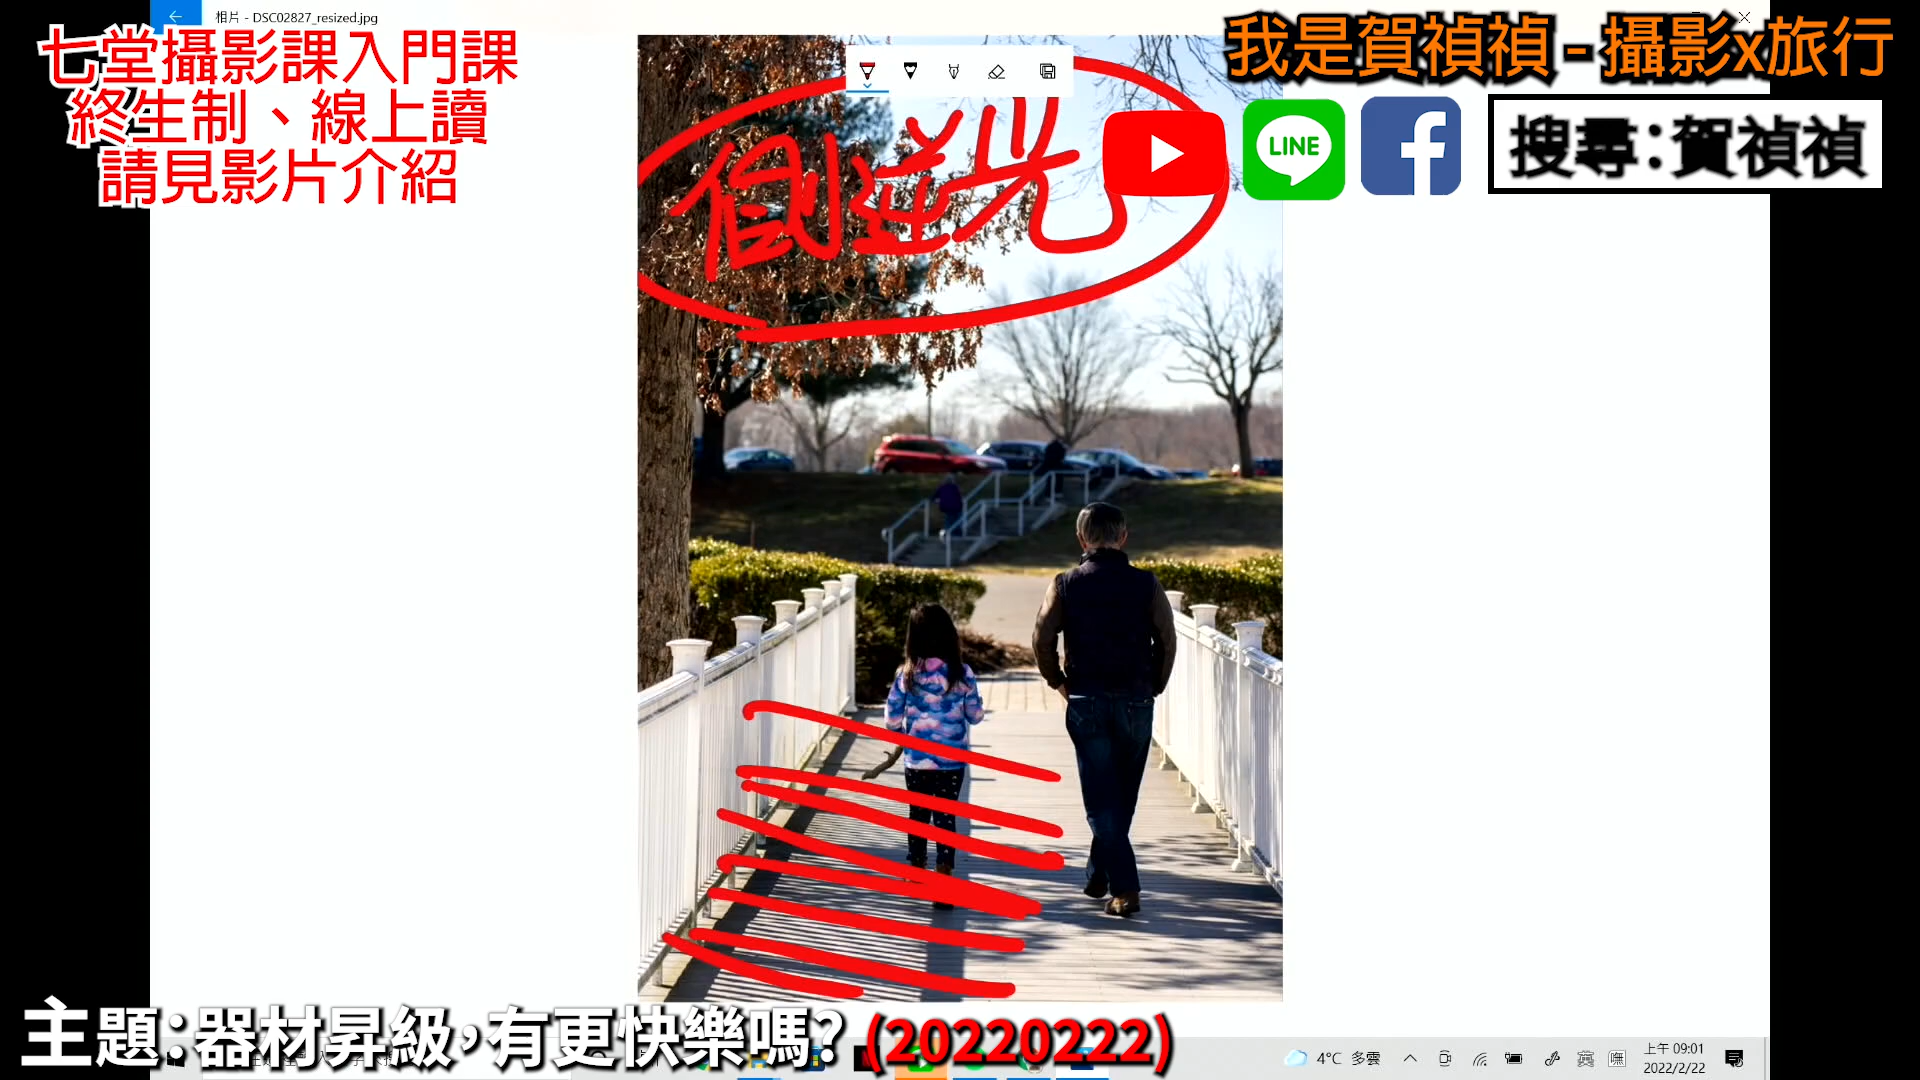 相片 - DSC02827_resized.jpg
七堂攝影課入門課
終生制、線上讀
請見影片介紹
我是賀禎禎 - 攝影x旅行
LINE
搜尋：賀禎禎
側逆光
主題：器材昇級，有更快樂嗎？(20220222)
4°C 多雲
英
上午 09:01
2022/2/22